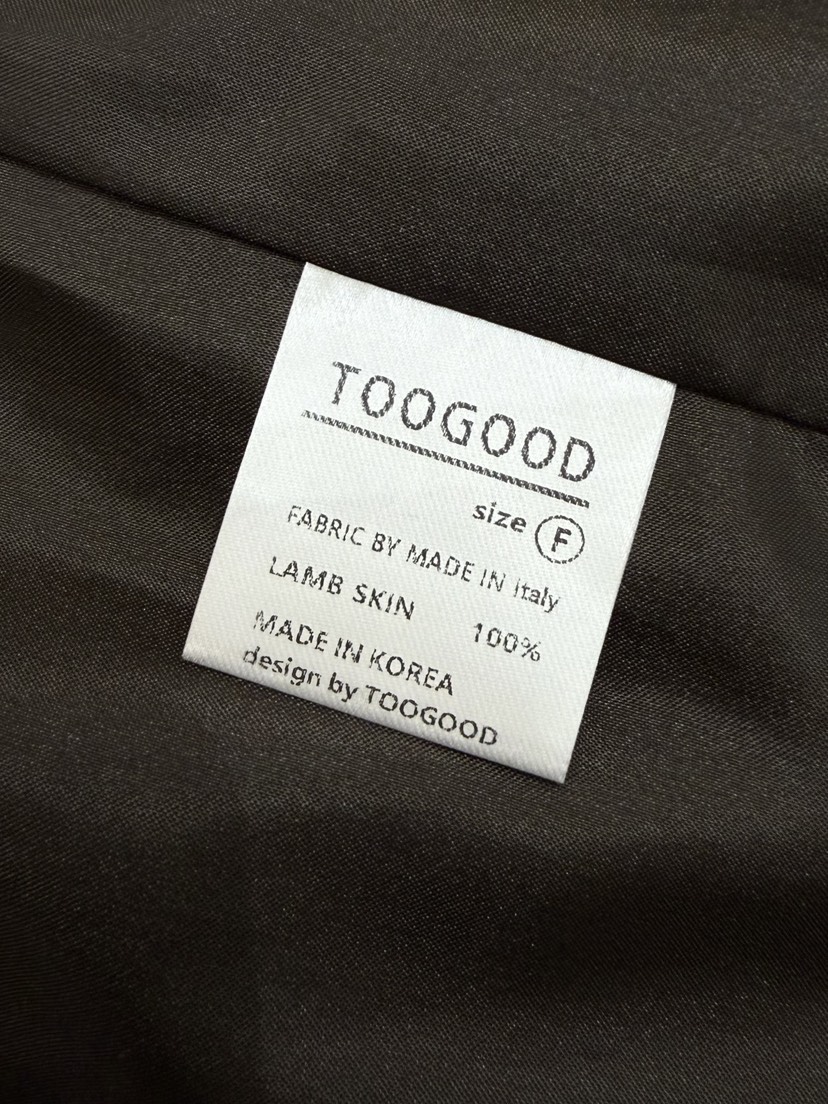 TOOGOOD
size F
FABRIC BY MADE IN Italy
LAMB SKIN 100%
MADE IN KOREA
design by TOOGOOD